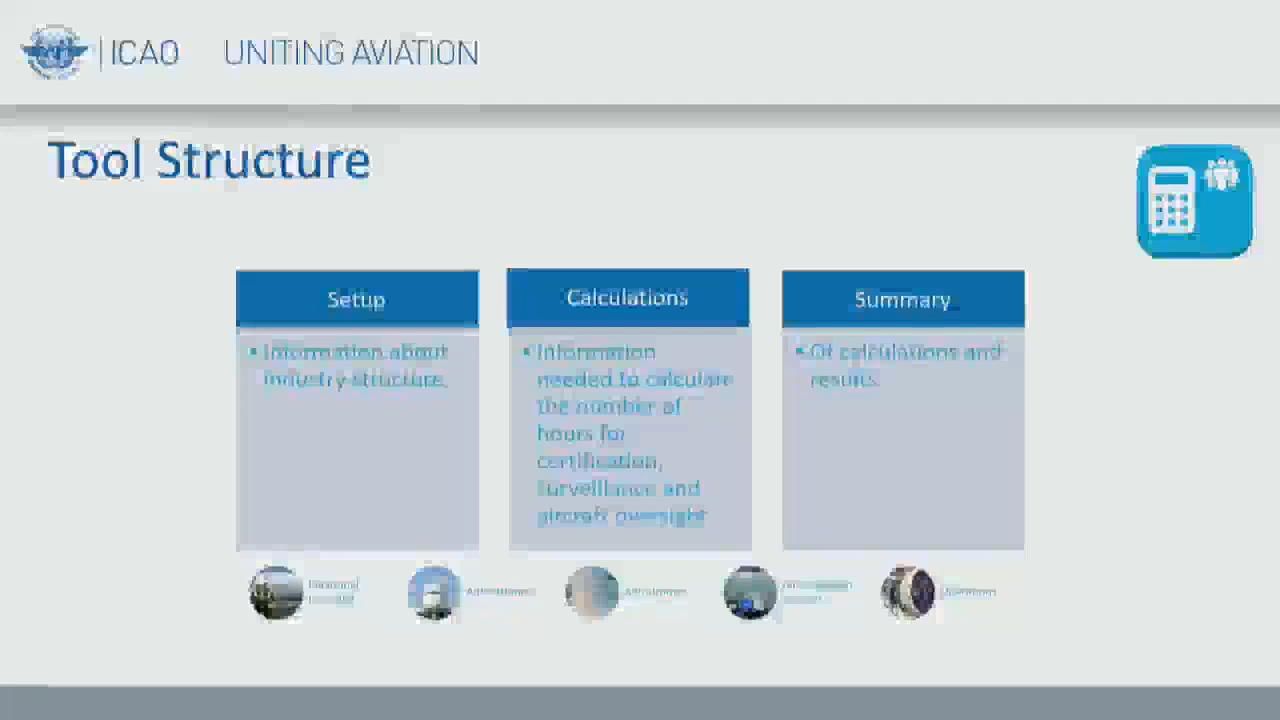 ICAO UNITING AVIATION
Tool Structure
Setup
• Information about
industry structure.
Calculations
• Information
needed to calculate
the number of
hours for
certification,
surveillance and
aircraft oversight
Summary
• Of calculations and
results.